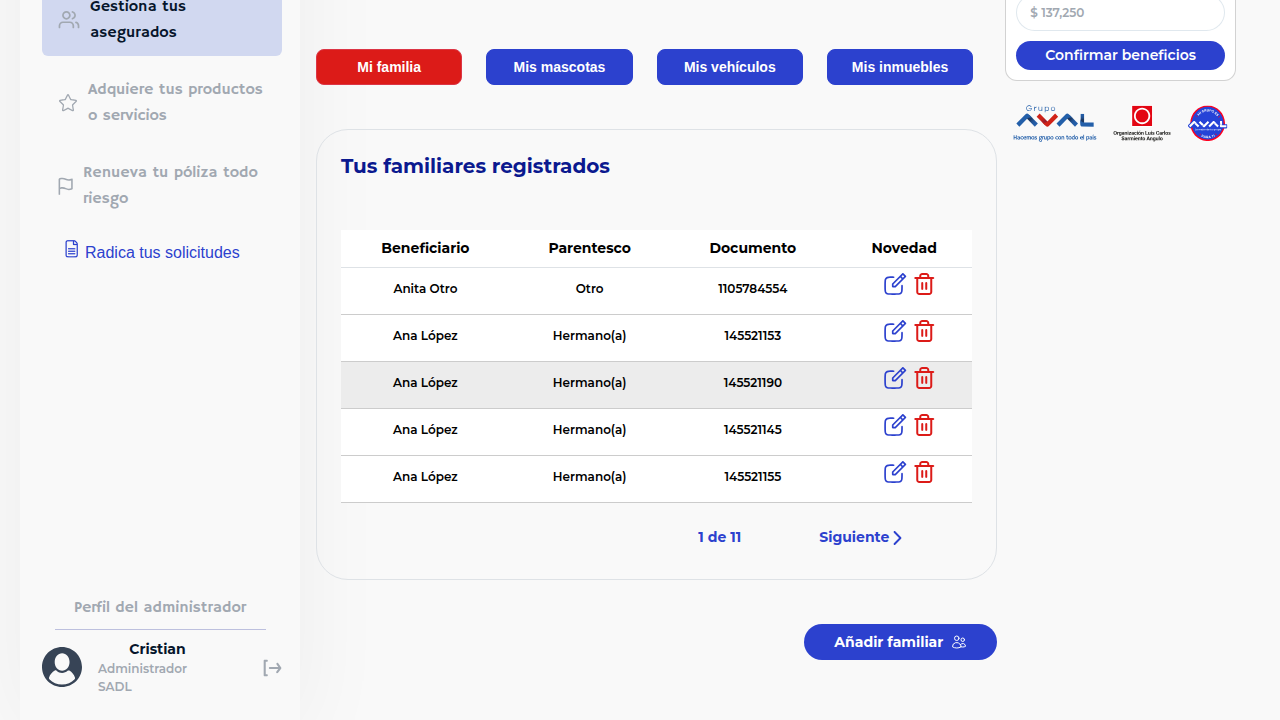 Gestiona tus
asegurados
Adquiere tus productos
o servicios
Renueva tu póliza todo
riesgo
Radica tus solicitudes
Perfil del administrador
Cristian
Administrador
SADL
Mi familia
Mis mascotas
Mis vehículos
Mis inmuebles
Tus familiares registrados
Beneficiario Parentesco Documento Novedad
Anita Otro Otro 1105784554
Ana López Hermano(a) 145521153
Ana López Hermano(a) 145521190
Ana López Hermano(a) 145521145
Ana López Hermano(a) 145521155
1 de 11 Siguiente
Añadir familiar
$ 137,250
Confirmar beneficios
Grupo
AVAL
Hacemos grupo con todo el país
Organización Luis Carlos
Sarmiento Angulo
AVAL